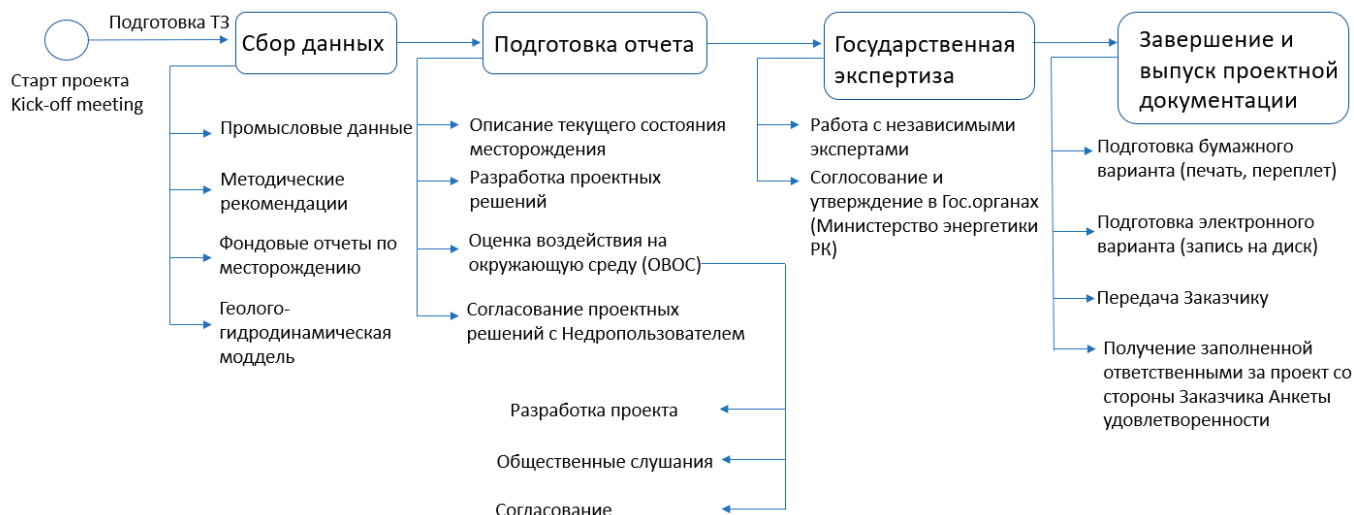 Подготовка ТЗ
Старт проекта
Kick-off meeting
Сбор данных
Промысловые данные
Методические
рекомендации
Фондовые отчеты по
месторождению
Геолого-
гидродинамическая
моддель
Подготовка отчета
Описание текущего состояния
месторождения
Разработка проектных
решений
Оценка воздействия на
окружающую среду (ОВОС)
Согласование проектных
решений с Недропользователем
Разработка проекта
Общественные слушания
Согласование
Государственная
экспертиза
Работа с независимыми
экспертами
Соглосование и
утверждение в Гос.органах
(Министерство энергетики
РК)
Завершение и
выпуск проектной
документации
Подготовка бумажного
варианта (печать, переплет)
Подготовка электронного
варианта (запись на диск)
Передача Заказчику
Получение заполненной
ответственными за проект со
стороны Заказчика Анкеты
удовлетворенности